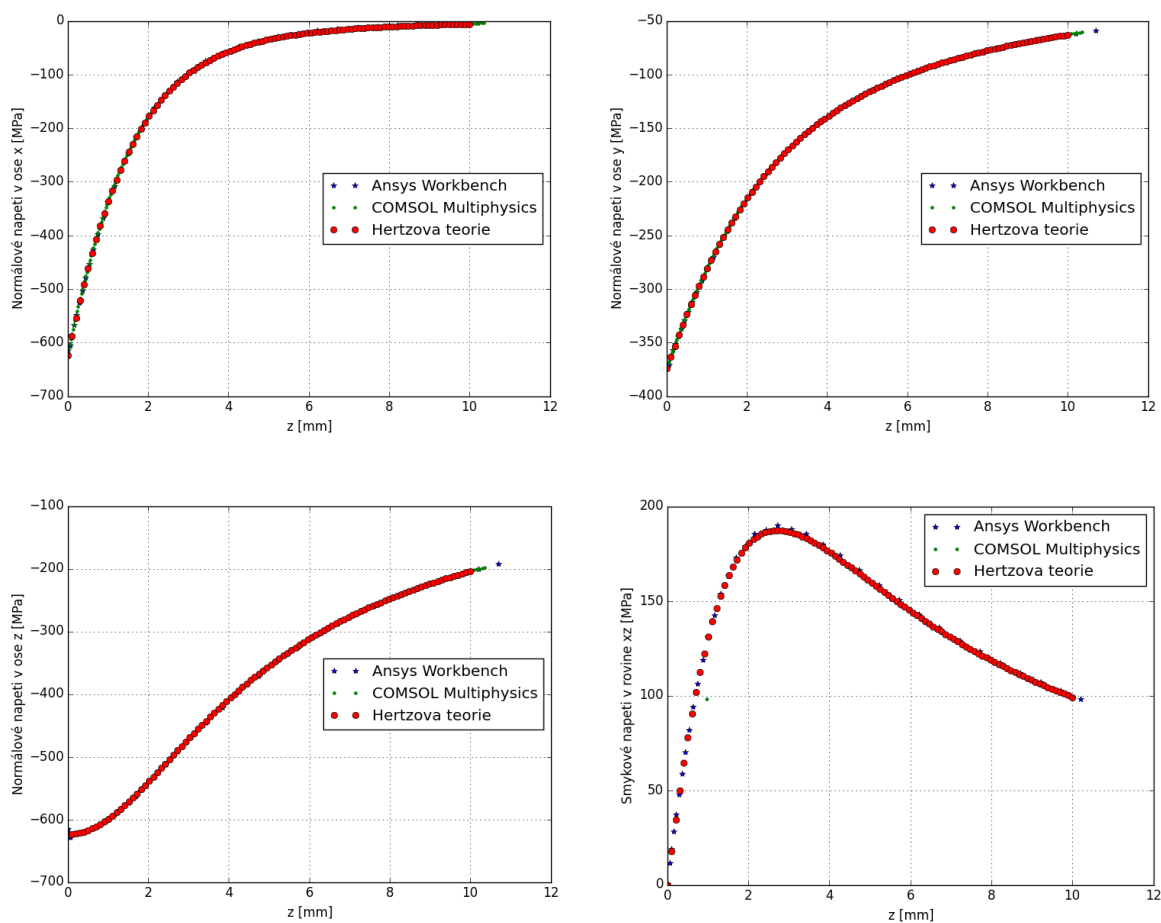 0
−100
−200
−300
−400
−500
−600
−700
Normálové napeti v ose x [MPa]
Ansys Workbench
COMSOL Multiphysics
Hertzova teorie
0 2 4 6 8 10 12
z [mm]
−50
−100
−150
−200
−250
−300
−350
−400
Normálové napeti v ose y [MPa]
Ansys Workbench
COMSOL Multiphysics
Hertzova teorie
0 2 4 6 8 10 12
z [mm]
−100
−200
−300
−400
−500
−600
−700
Normálové napeti v ose z [MPa]
Ansys Workbench
COMSOL Multiphysics
Hertzova teorie
0 2 4 6 8 10 12
z [mm]
200
150
100
50
0
Smykové napeti v rovine xz [MPa]
Ansys Workbench
COMSOL Multiphysics
Hertzova teorie
0 2 4 6 8 10 12
z [mm]